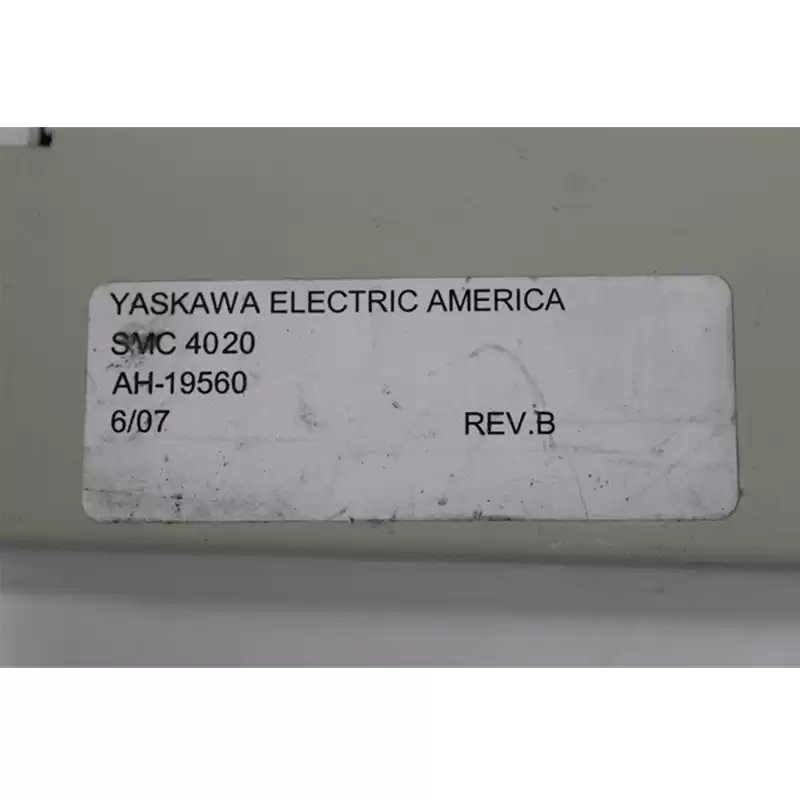 YASKAWA ELECTRIC AMERICA
SMC 4020
AH-19560
6/07 REV.B